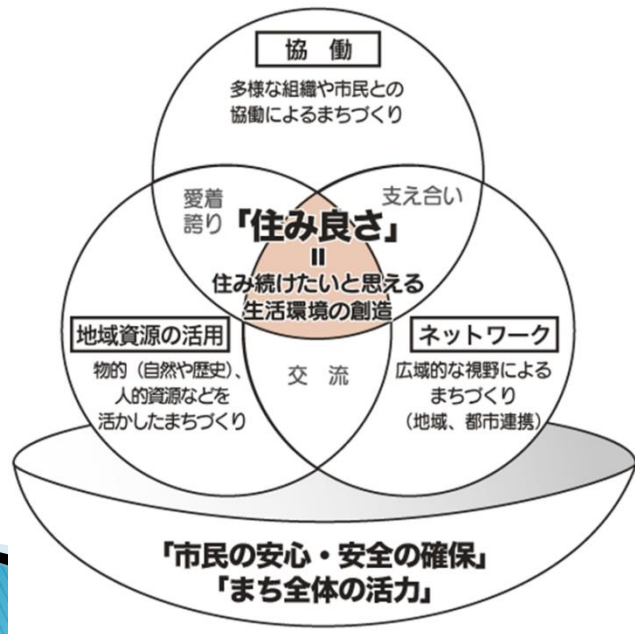 協 働
多様な組織や市民との
協働によるまちづくり
愛着
誇り
支え合い
「住み良さ」
＝
住み続けたいと思える
生活環境の創造
地域資源の活用
物的（自然や歴史）、
人的資源などを
活かしたまちづくり
交 流
ネットワーク
広域的な視野による
まちづくり
（地域、都市連携）
「市民の安心・安全の確保」
「まち全体の活力」